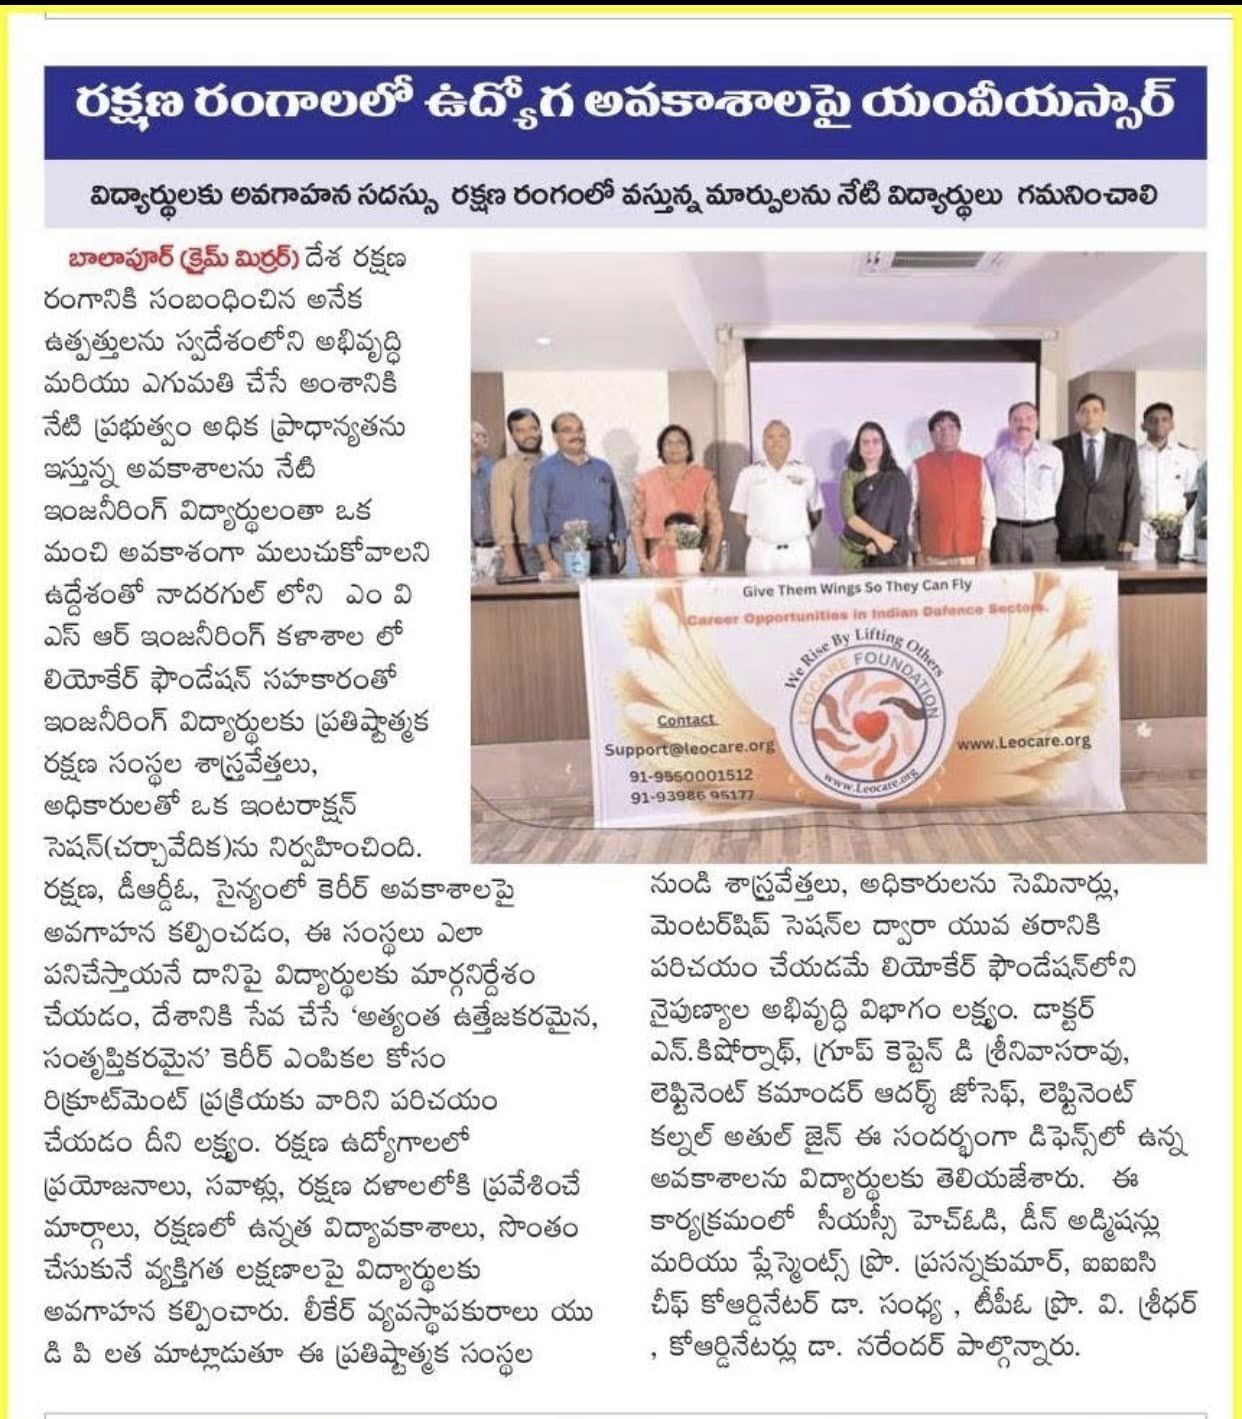 రక్షణ రంగాలలో ఉద్యోగ అవకాశాలపై యంవీయస్సార్
విద్యార్థులకు అవగాహన సదస్సు రక్షణ రంగంలో వస్తున్న మార్పులను నేటి విద్యార్థులు గమనించాలి
బాలాపూర్ (క్రైమ్ మిర్రర్) దేశ రక్షణ
రంగానికి సంబంధించిన అనేక
ఉత్పత్తులను స్వదేశంలోని అభివృద్ధి
మరియు ఎగుమతి చేసే అంశానికి
నేటి ప్రభుత్వం అధిక ప్రాధాన్యతను
ఇస్తున్న అవకాశాలను నేటి
ఇంజనీరింగ్ విద్యార్థులంతా ఒక
మంచి అవకాశంగా మలుచుకోవాలని
ఉద్దేశంతో నాదరగుల్ లోని ఎం వి
ఎస్ ఆర్ ఇంజనీరింగ్ కళాశాల లో
లియోకేర్ ఫౌండేషన్ సహకారంతో
ఇంజనీరింగ్ విద్యార్థులకు ప్రతిష్టాత్మక
రక్షణ సంస్థల శాస్త్రవేత్తలు,
అధికారులతో ఒక ఇంటరాక్షన్
సెషన్(చర్చావేదిక)ను నిర్వహించింది.
రక్షణ, డీఆర్డీఓ, సైన్యంలో కెరీర్ అవకాశాలపై
అవగాహన కల్పించడం, ఈ సంస్థలు ఎలా
పనిచేస్తాయనే దానిపై విద్యార్థులకు మార్గనిర్దేశం
చేయడం, దేశానికి సేవ చేసే ‘అత్యంత ఉత్తేజకరమైన,
సంతృప్తికరమైన’ కెరీర్ ఎంపికల కోసం
రిక్రూట్‌మెంట్ ప్రక్రియకు వారిని పరిచయం
చేయడం దీని లక్ష్యం. రక్షణ ఉద్యోగాలలో
ప్రయోజనాలు, సవాళ్లు, రక్షణ దళాలలోకి ప్రవేశించే
మార్గాలు, రక్షణలో ఉన్నత విద్యావకాశాలు, సొంతం
చేసుకునే వ్యక్తిగత లక్షణాలపై విద్యార్థులకు
అవగాహన కల్పించారు. లీకేర్ వ్యవస్థాపకురాలు యు
డి పి లత మాట్లాడుతూ ఈ ప్రతిష్టాత్మక సంస్థల
Give Them Wings So They Can Fly
Career Opportunities in Indian Dafence Sectors.
We Rise By Lifting Others
LEOCARE FOUNDATION
www.Leocare.org
Contact
Support@leocare.org
91-9550001512
91-93986 95177
www.Leocare.org
నుండి శాస్త్రవేత్తలు, అధికారులను సెమినార్లు,
మెంటర్‌షిప్ సెషన్‌ల ద్వారా యువ తరానికి
పరిచయం చేయడమే లియోకేర్ ఫౌండేషన్‌లోని
నైపుణ్యాల అభివృద్ధి విభాగం లక్ష్యం. డాక్టర్
ఎన్.కిషోర్నాథ్, గ్రూప్ కెప్టెన్ డి శ్రీనివాసరావు,
లెఫ్టినెంట్ కమాండర్ ఆదర్శ్ జోసెఫ్, లెఫ్టినెంట్
కల్నల్ అతుల్ జైన్ ఈ సందర్భంగా డిఫెన్స్‌లో ఉన్న
అవకాశాలను విద్యార్థులకు తెలియజేశారు. ఈ
కార్యక్రమంలో సీయస్సీ హెచ్‌ఓడి, డీన్ అడ్మిషన్లు
మరియు ప్లేస్మెంట్స్ ప్రొ. ప్రసన్నకుమార్, ఐఐఐసి
చీఫ్ కోఆర్డినేటర్ డా. సంధ్య , టీపీఓ ప్రొ. వి. శ్రీధర్
, కోఆర్డినేటర్లు డా. నరేందర్ పాల్గొన్నారు.